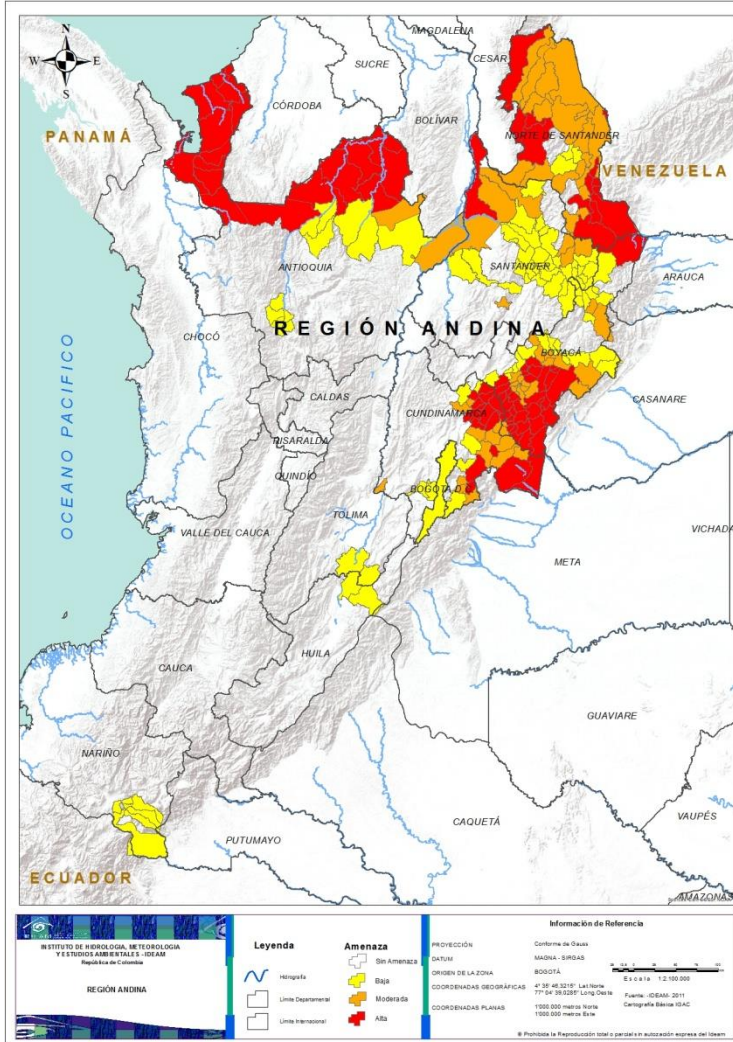 N
W E
S
MAGDALENA
CESAR
SUCRE
CÓRDOBA
BOLÍVAR
PANAMÁ
NORTE DE SANTANDER
VENEZUELA
ANTIOQUIA
SANTANDER
ARAUCA
REGIÓN ANDINA
CHOCÓ
BOYACÁ
OCEANO PACIFICO
CALDAS
CUNDINAMARCA
CASANARE
RISARALDA
QUINDÍO
BOGOTÁ D.C
TOLIMA
VALLE DEL CAUCA
VICHADA
META
HUILA
CAUCA
GUAVIARE
NARIÑO
CAQUETÁ
VAUPÉS
PUTUMAYO
ECUADOR
AMAZONAS
INSTITUTO DE HIDROLOGIA, METEOROLOGIA
Y ESTUDIOS AMBIENTALES - IDEAM
República de Colombia
REGIÓN ANDINA
Leyenda
Hidrografía
Límite Departamental
Límite Internacional
Amenaza
Sin Amenaza
Baja
Moderada
Alta
Información de Referencia
PROYECCIÓN Conforme de Gauss
DATUM MAGNA - SIRGAS
ORIGEN DE LA ZONA BOGOTÁ
COORDENADAS GEOGRÁFICAS 4° 35' 46.3215" Lat.Norte
77° 04' 39.0285" Long.Oeste
COORDENADAS PLANAS 1'000.000 metros Norte
1'000.000 metros Este
Escala 1:2.100.000
Fuente: -IDEAM- 2011
Cartografía Básica IGAC
® Prohibida la Reproducción total o parcial sin autización expresa del Ideam